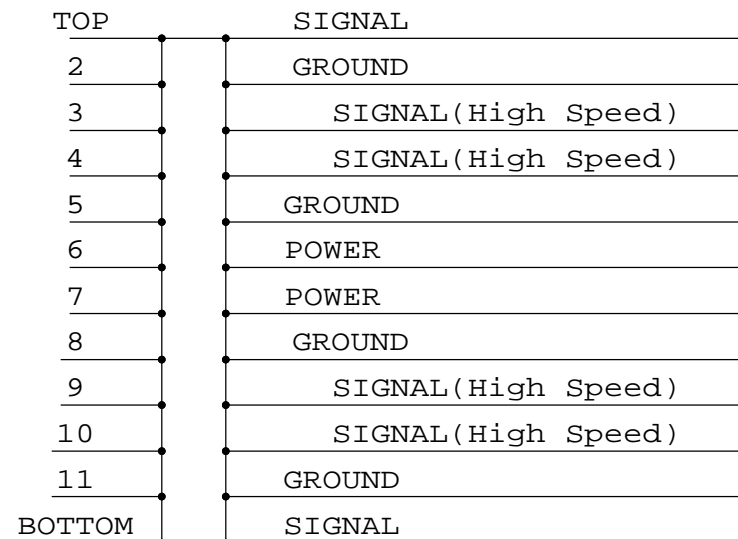 TOP SIGNAL
2 GROUND
3 SIGNAL(High Speed)
4 SIGNAL(High Speed)
5 GROUND
6 POWER
7 POWER
8 GROUND
9 SIGNAL(High Speed)
10 SIGNAL(High Speed)
11 GROUND
BOTTOM SIGNAL